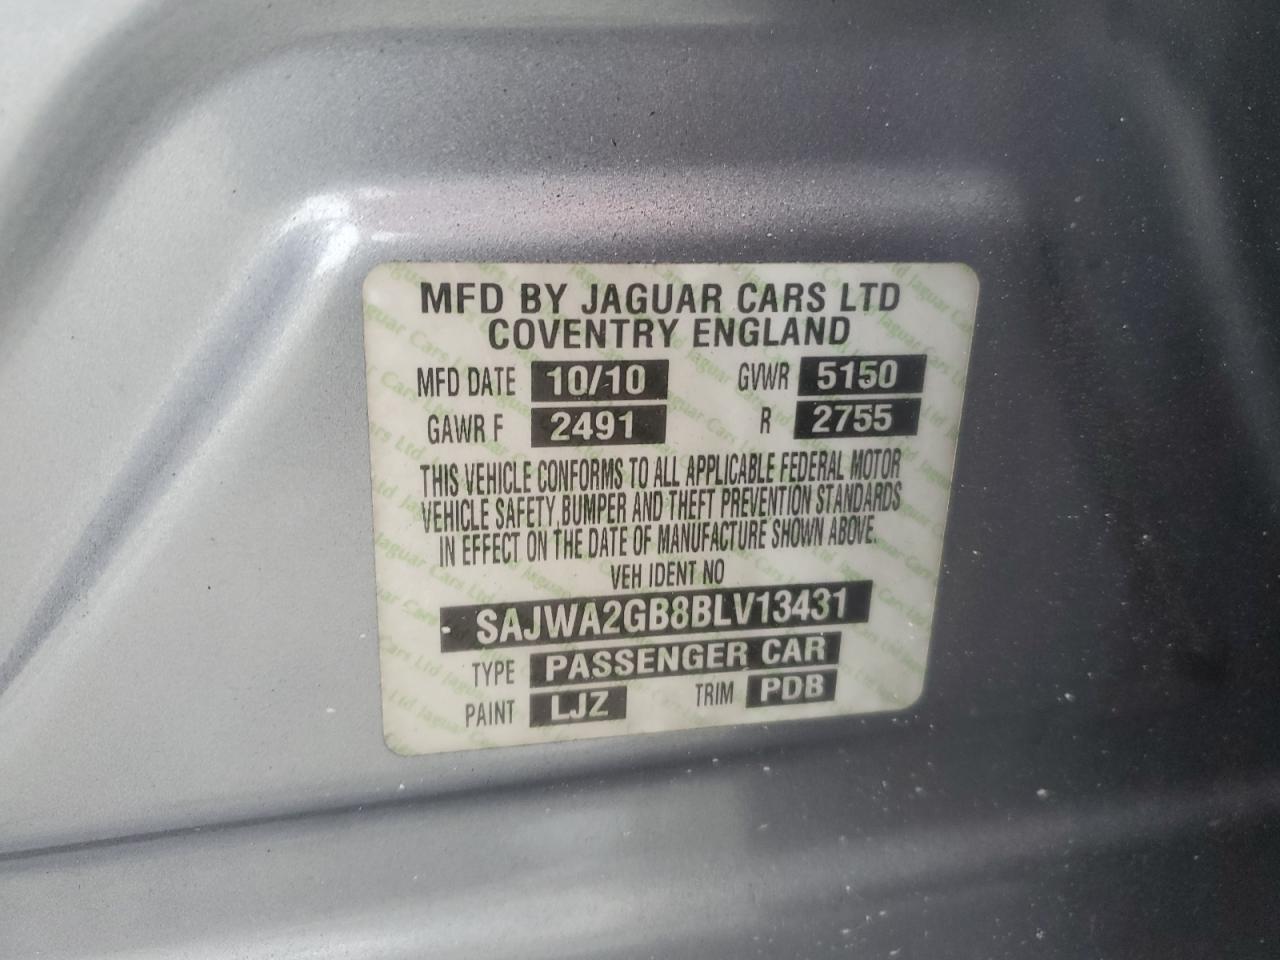 MFD BY JAGUAR CARS LTD
COVENTRY ENGLAND
MFD DATE 10/10 GVWR 5150
GAWR F 2491 R 2755
THIS VEHICLE CONFORMS TO ALL APPLICABLE FEDERAL MOTOR
VEHICLE SAFETY, BUMPER AND THEFT PREVENTION STANDARDS
IN EFFECT ON THE DATE OF MANUFACTURE SHOWN ABOVE.
VEH IDENT NO
SAJWA2GB8BLV13431
TYPE PASSENGER CAR
PAINT LJZ TRIM PDB